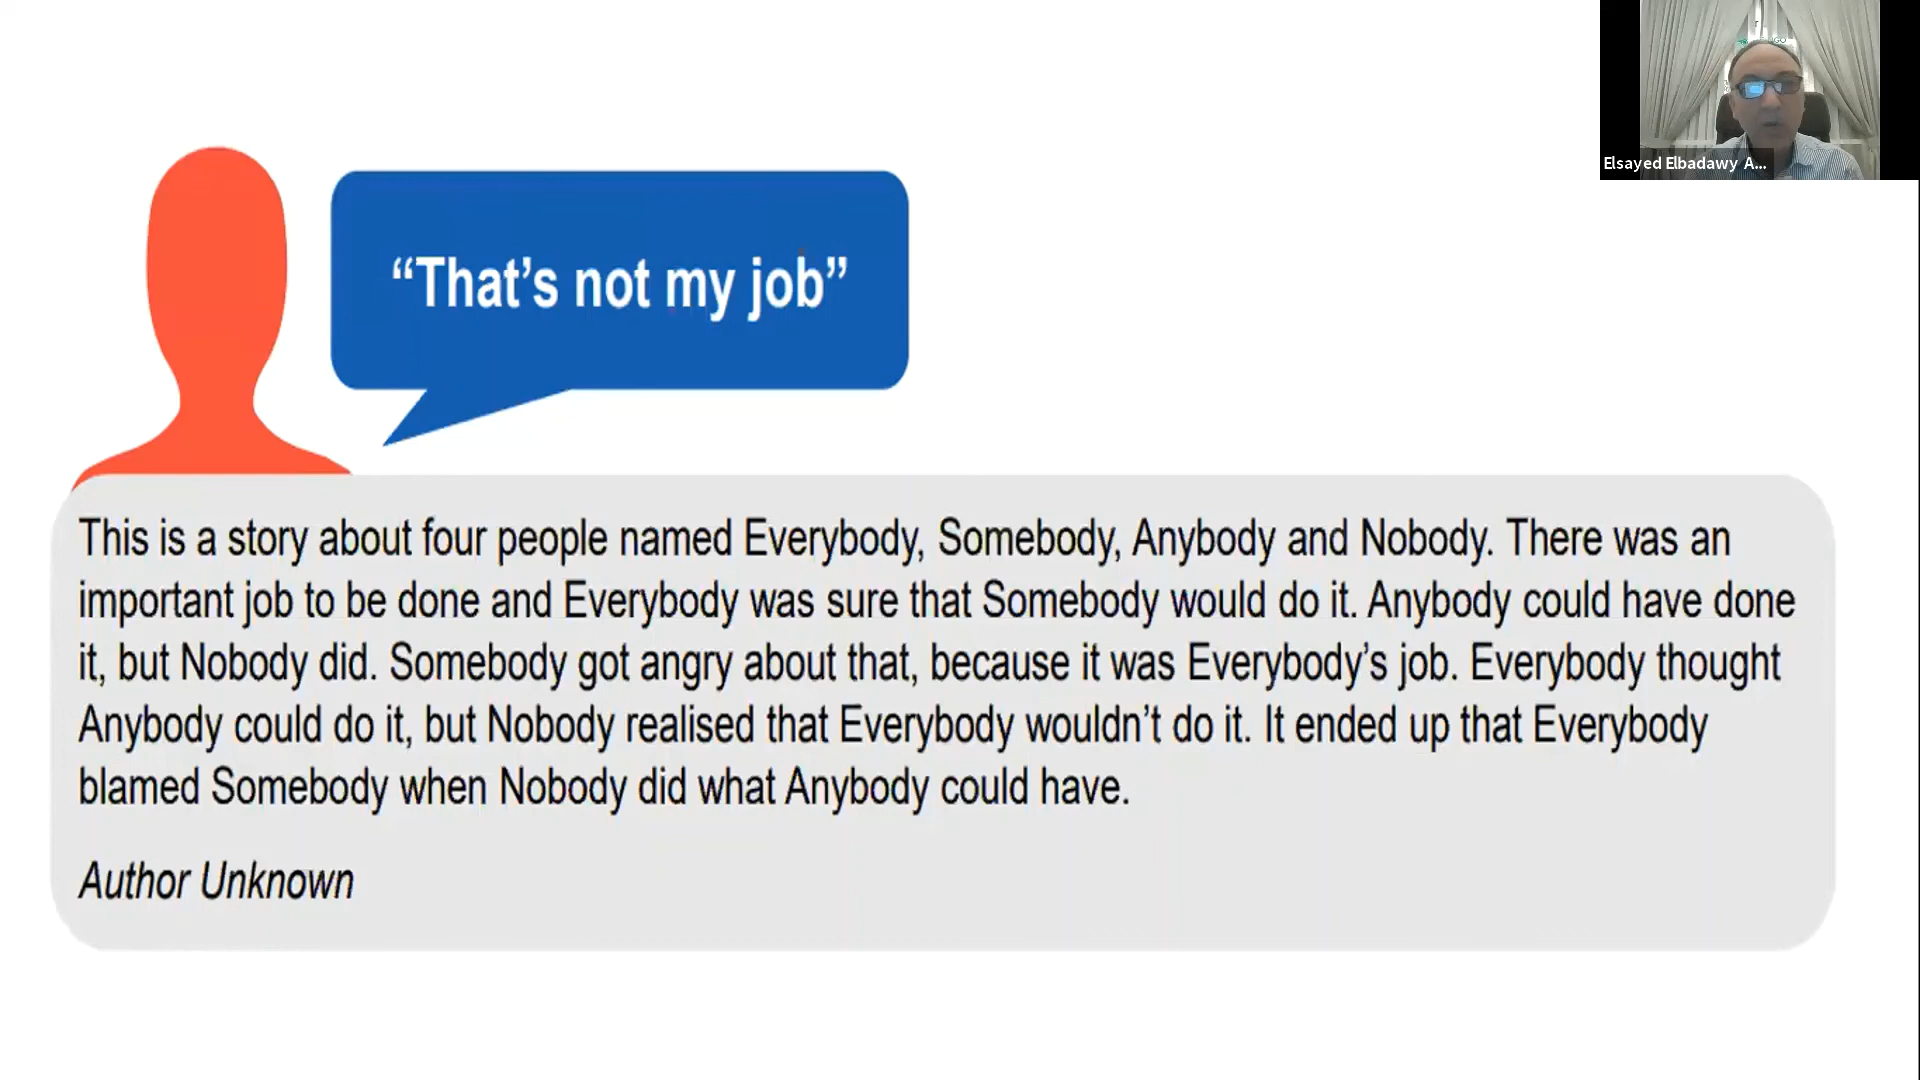 Elsayed Elbadawy A...
“That’s not my job”
This is a story about four people named Everybody, Somebody, Anybody and Nobody. There was an
important job to be done and Everybody was sure that Somebody would do it. Anybody could have done
it, but Nobody did. Somebody got angry about that, because it was Everybody’s job. Everybody thought
Anybody could do it, but Nobody realised that Everybody wouldn’t do it. It ended up that Everybody
blamed Somebody when Nobody did what Anybody could have.
Author Unknown